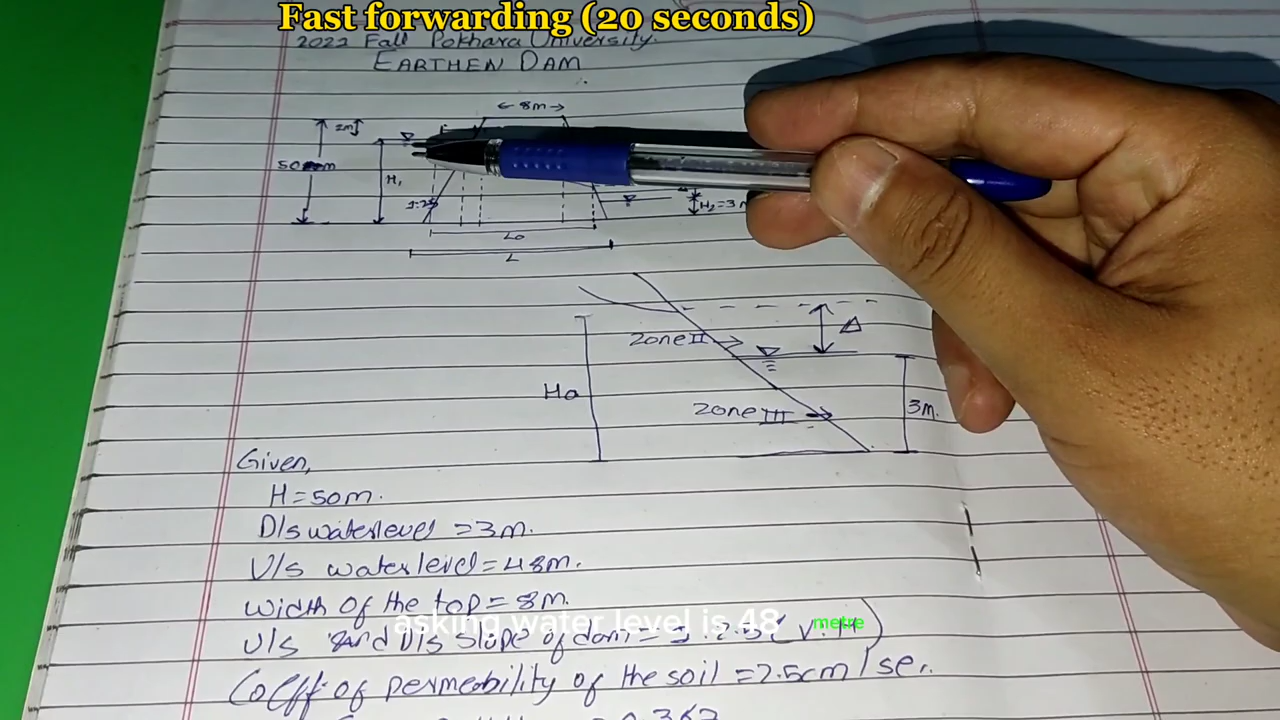 Fast forwarding (20 seconds)
2022 Fall Pokhara University.
EARTHEN DAM
8m
2m
50 m
H1
Lo
L
H2=3m
Zone II
Δ
Ho
Zone III
3m.
Given,
H=50m.
D/s waterlevel =3m.
U/s waterlevel=48m.
width of the top= 8m.
asking water level is 48 metre
U/s and D/s slope of dam = 1:2.5(V:H)
Coeff. of permeability of the soil = 2.5cm/sec.